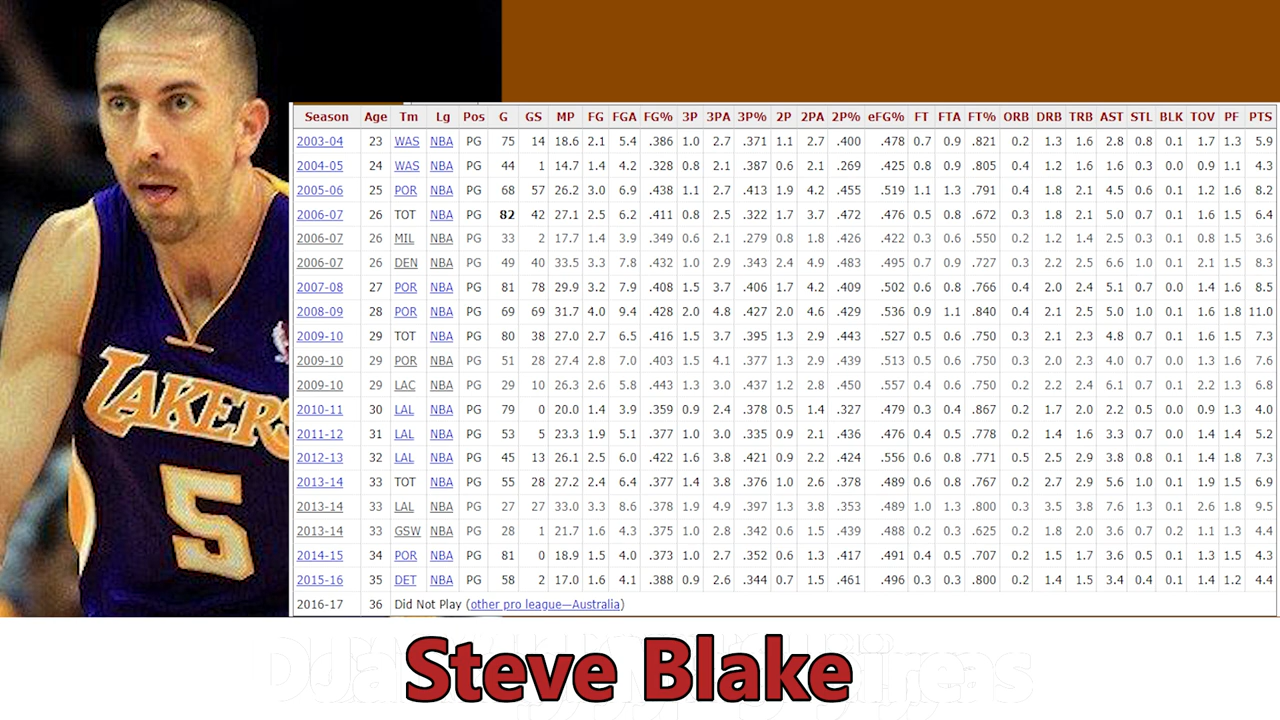 Season Age Tm Lg Pos G GS MP FG FGA FG% 3P 3PA 3P% 2P 2PA 2P% eFG% FT FTA FT% ORB DRB TRB AST STL BLK TOV PF PTS
2003-04 23 WAS NBA PG 75 14 18.6 2.1 5.4 .386 1.0 2.7 .371 1.1 2.7 .400 .478 0.7 0.9 .821 0.2 1.3 1.6 2.8 0.8 0.1 1.7 1.3 5.9
2004-05 24 WAS NBA PG 44 1 14.7 1.4 4.2 .328 0.8 2.1 .387 0.6 2.1 .269 .425 0.8 0.9 .805 0.4 1.2 1.6 1.6 0.3 0.0 0.9 1.1 4.3
2005-06 25 POR NBA PG 68 57 26.2 3.0 6.9 .438 1.1 2.7 .413 1.9 4.2 .455 .519 1.1 1.3 .791 0.4 1.8 2.1 4.5 0.6 0.1 1.2 1.6 8.2
2006-07 26 TOT NBA PG 82 42 27.1 2.5 6.2 .411 0.8 2.5 .322 1.7 3.7 .472 .476 0.5 0.8 .672 0.3 1.8 2.1 5.0 0.7 0.1 1.6 1.5 6.4
2006-07 26 MIL NBA PG 33 2 17.7 1.4 3.9 .349 0.6 2.1 .279 0.8 1.8 .426 .422 0.3 0.6 .550 0.2 1.2 1.4 2.5 0.3 0.1 0.8 1.5 3.6
2006-07 26 DEN NBA PG 49 40 33.5 3.3 7.8 .432 1.0 2.9 .343 2.4 4.9 .483 .495 0.7 0.9 .727 0.3 2.2 2.5 6.6 1.0 0.1 2.1 1.5 8.3
2007-08 27 POR NBA PG 81 78 29.9 3.2 7.9 .408 1.5 3.7 .406 1.7 4.2 .409 .502 0.6 0.8 .766 0.4 2.0 2.4 5.1 0.7 0.0 1.4 1.6 8.5
2008-09 28 POR NBA PG 69 69 31.7 4.0 9.4 .428 2.0 4.8 .427 2.0 4.6 .429 .536 0.9 1.1 .840 0.4 2.1 2.5 5.0 1.0 0.1 1.6 1.8 11.0
2009-10 29 TOT NBA PG 80 38 27.0 2.7 6.5 .416 1.5 3.7 .395 1.3 2.9 .443 .527 0.5 0.6 .750 0.3 2.1 2.3 4.8 0.7 0.1 1.7 1.5 7.3
2009-10 29 POR NBA PG 51 28 27.4 2.8 7.0 .403 1.5 4.1 .377 1.3 2.9 .439 .513 0.5 0.6 .750 0.3 2.0 2.3 4.0 0.7 0.0 1.3 1.6 7.6
2009-10 29 LAC NBA PG 29 10 26.3 2.6 5.8 .443 1.3 3.0 .437 1.2 2.8 .450 .557 0.4 0.6 .750 0.2 2.2 2.4 6.1 0.7 0.1 2.2 1.3 6.8
2010-11 30 LAL NBA PG 79 0 20.0 1.4 3.9 .359 0.9 2.4 .378 0.5 1.4 .327 .479 0.3 0.4 .867 0.3 1.7 2.0 2.2 0.5 0.0 0.9 1.3 4.0
2011-12 31 LAL NBA PG 53 5 23.3 1.9 5.1 .377 1.0 3.0 .335 0.9 2.1 .436 .476 0.4 0.5 .778 0.2 1.4 1.6 3.3 0.7 0.0 1.4 1.4 5.2
2012-13 32 LAL NBA PG 45 13 26.1 2.5 6.0 .422 1.6 3.8 .421 0.9 2.2 .424 .556 0.6 0.8 .771 0.5 2.5 2.9 3.8 0.8 0.1 1.4 1.8 7.3
2013-14 33 TOT NBA PG 55 28 27.2 2.4 6.4 .377 1.4 3.8 .376 1.0 2.6 .378 .489 0.6 0.8 .767 0.2 2.7 2.9 5.6 1.0 0.1 1.9 1.5 6.9
2013-14 33 LAL NBA PG 27 27 33.0 3.3 8.6 .378 1.9 4.9 .397 1.3 3.8 .353 .489 1.0 1.3 .800 0.3 3.5 3.8 7.6 1.3 0.1 2.6 1.8 9.5
2013-14 33 GSW NBA PG 28 1 21.7 1.6 4.3 .375 1.0 2.8 .342 0.6 1.5 .439 .488 0.2 0.3 .625 0.2 1.8 2.0 3.6 0.7 0.2 1.1 1.3 4.4
2014-15 34 POR NBA PG 81 0 18.9 1.5 4.0 .373 1.0 2.7 .352 0.6 1.3 .417 .491 0.4 0.5 .707 0.2 1.5 1.7 3.6 0.5 0.1 1.3 1.5 4.3
2015-16 35 DET NBA PG 58 2 17.0 1.6 4.1 .388 0.9 2.6 .344 0.7 1.5 .461 .496 0.3 0.3 .800 0.2 1.4 1.5 3.4 0.4 0.1 1.4 1.2 4.4
2016-17 36 Did Not Play (other pro league—Australia)
LAKERS
5
Steve Blake